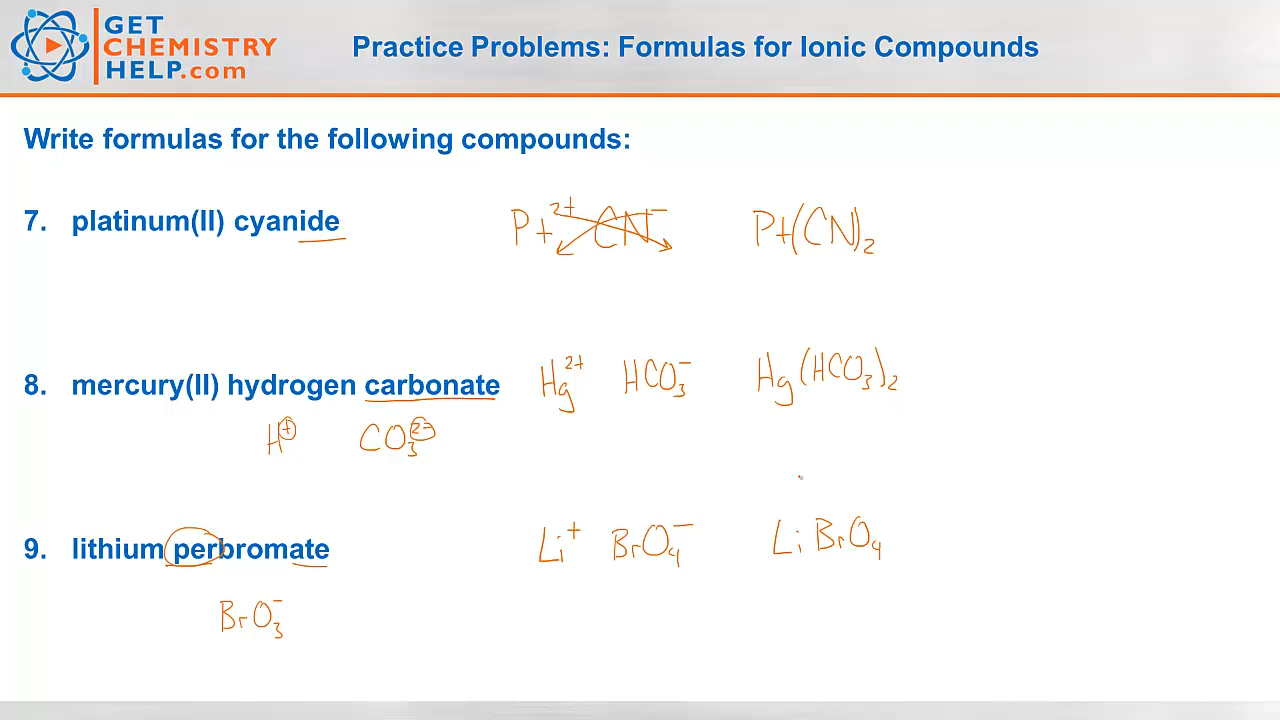 GET
CHEMISTRY
HELP.com
Practice Problems: Formulas for Ionic Compounds
Write formulas for the following compounds:
7. platinum(II) cyanide Pt²⁺ CN⁻ Pt(CN)₂
8. mercury(II) hydrogen carbonate Hg²⁺ HCO₃⁻ Hg(HCO₃)₂
H⁺ CO₃²⁻
9. lithium perbromate Li⁺ BrO₄⁻ LiBrO₄
BrO₃⁻